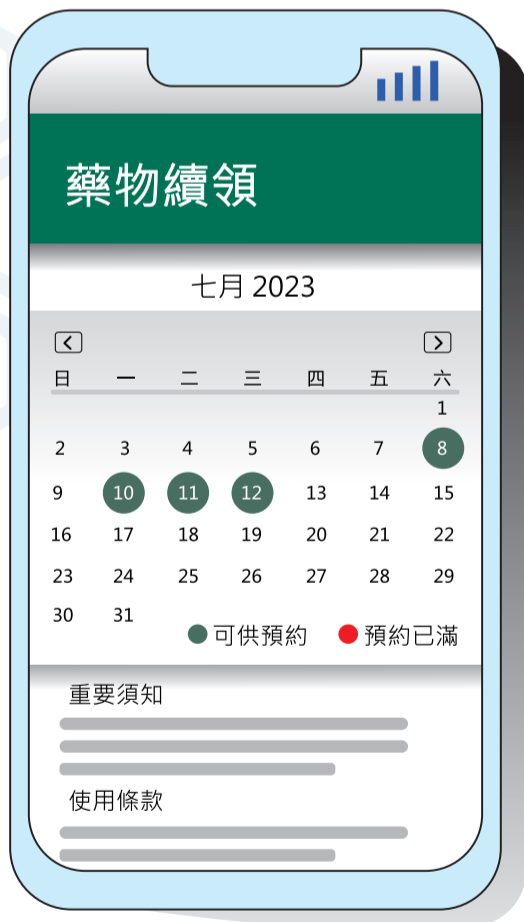 藥物續領
七月 2023
日 一 二 三 四 五 六
1
2 3 4 5 6 7 8
9 10 11 12 13 14 15
16 17 18 19 20 21 22
23 24 25 26 27 28 29
30 31
可供預約 預約已滿
重要須知
使用條款